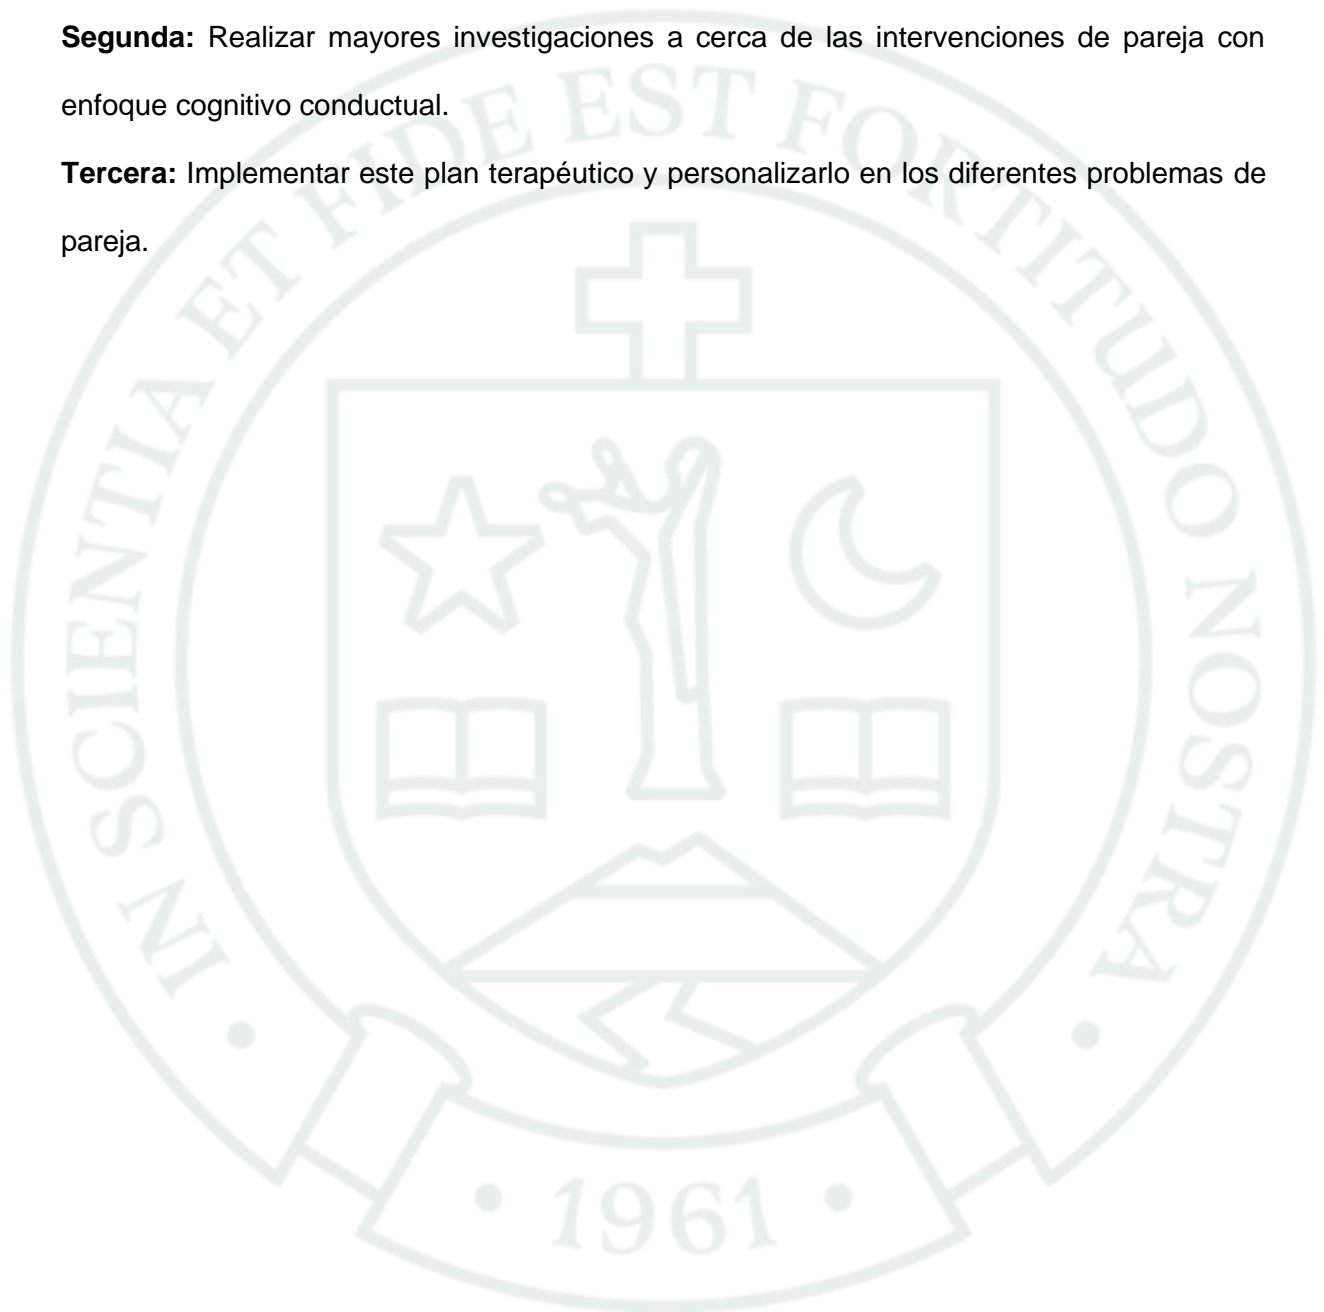 Segunda: Realizar mayores investigaciones a cerca de las intervenciones de pareja con
enfoque cognitivo conductual.
Tercera: Implementar este plan terapéutico y personalizarlo en los diferentes problemas de
pareja.
• IN SCIENTIA ET FIDE EST FORTITUDO NOSTRA •
• 1961 •